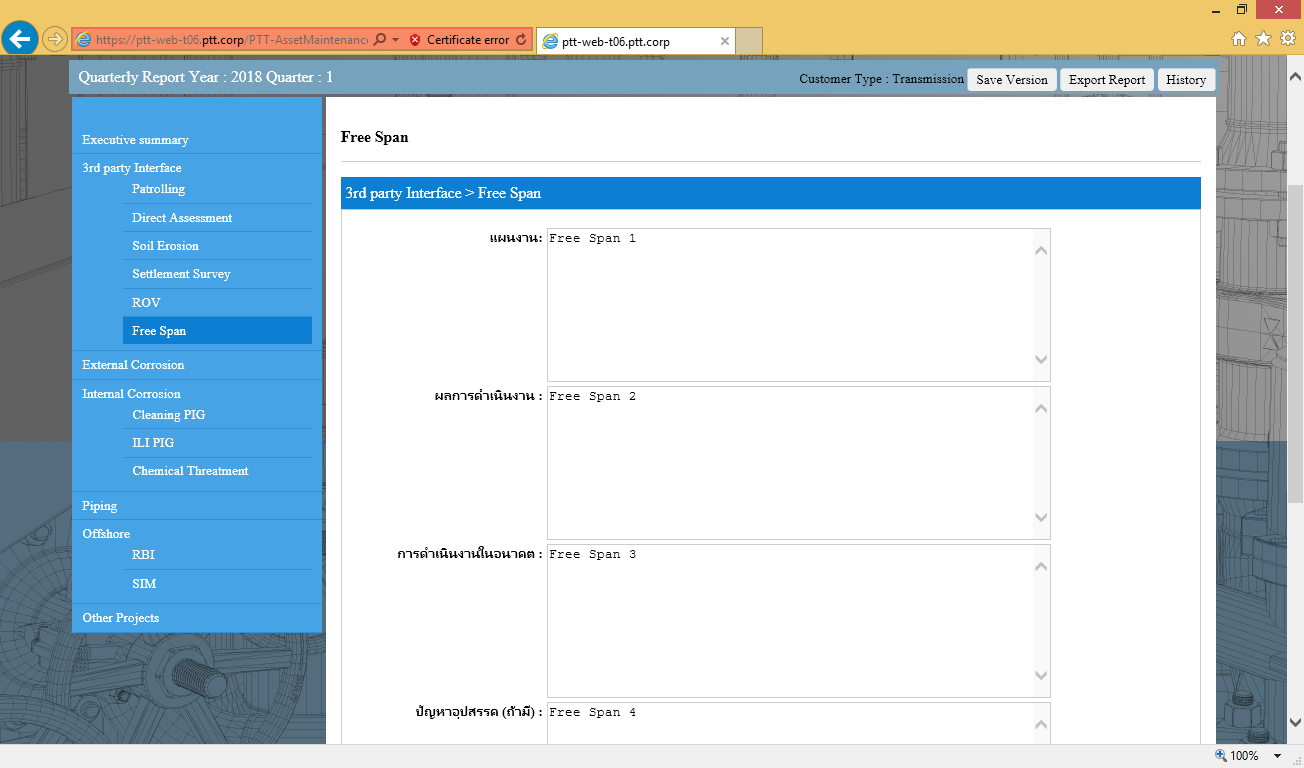 https://ptt-web-t06.ptt.corp/PTT-AssetMaintenanc
Certificate error
ptt-web-t06.ptt.corp
Quarterly Report Year : 2018 Quarter : 1
Customer Type : Transmission
Save Version
Export Report
History
Executive summary
3rd party Interface
Patrolling
Direct Assessment
Soil Erosion
Settlement Survey
ROV
Free Span
External Corrosion
Internal Corrosion
Cleaning PIG
ILI PIG
Chemical Threatment
Piping
Offshore
RBI
SIM
Other Projects
Free Span
3rd party Interface > Free Span
แผนงาน: Free Span 1
ผลการดำเนินงาน : Free Span 2
การดำเนินงานในอนาคต : Free Span 3
ปัญหาอุปสรรค (ถ้ามี) : Free Span 4
100%